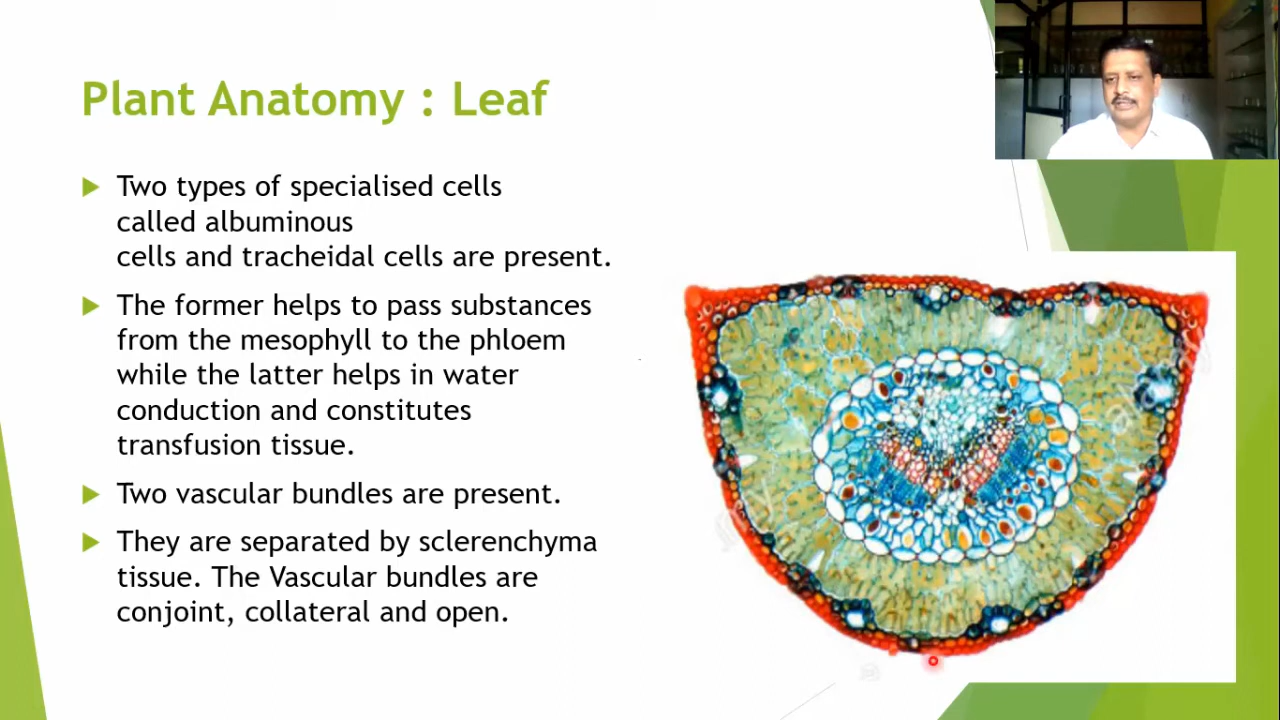 Plant Anatomy : Leaf
Two types of specialised cells
called albuminous
cells and tracheidal cells are present.
The former helps to pass substances
from the mesophyll to the phloem
while the latter helps in water
conduction and constitutes
transfusion tissue.
Two vascular bundles are present.
They are separated by sclerenchyma
tissue. The Vascular bundles are
conjoint, collateral and open.